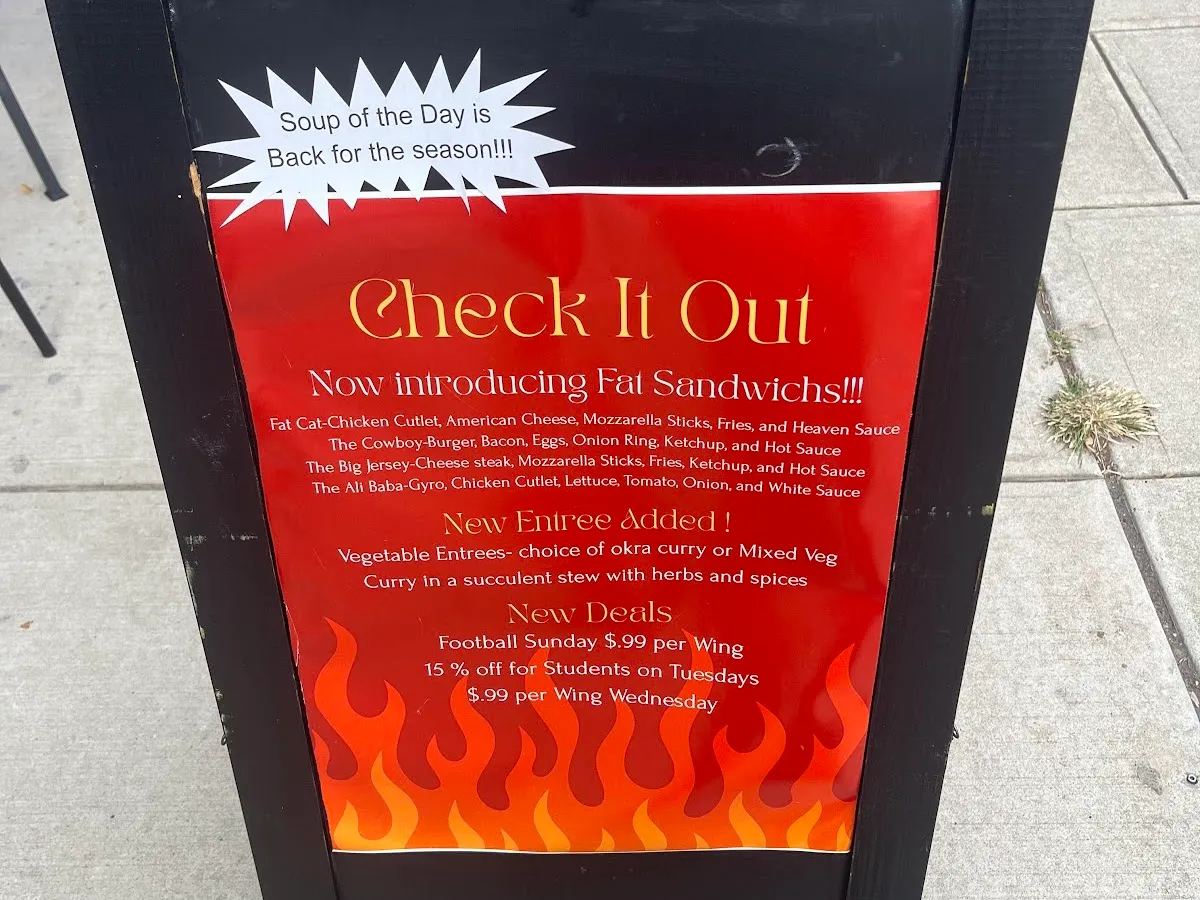 Soup of the Day is
Back for the season!!!
Check It Out
Now introducing Fat Sandwichs!!!
Fat Cat-Chicken Cutlet, American Cheese, Mozzarella Sticks, Fries, and Heaven Sauce
The Cowboy-Burger, Bacon, Eggs, Onion Ring, Ketchup, and Hot Sauce
The Big Jersey-Cheese steak, Mozzarella Sticks, Fries, Ketchup, and Hot Sauce
The Ali Baba-Gyro, Chicken Cutlet, Lettuce, Tomato, Onion, and White Sauce
New Entree Added !
Vegetable Entrees- choice of okra curry or Mixed Veg
Curry in a succulent stew with herbs and spices
New Deals
Football Sunday $.99 per Wing
15 % off for Students on Tuesdays
$.99 per Wing Wednesday